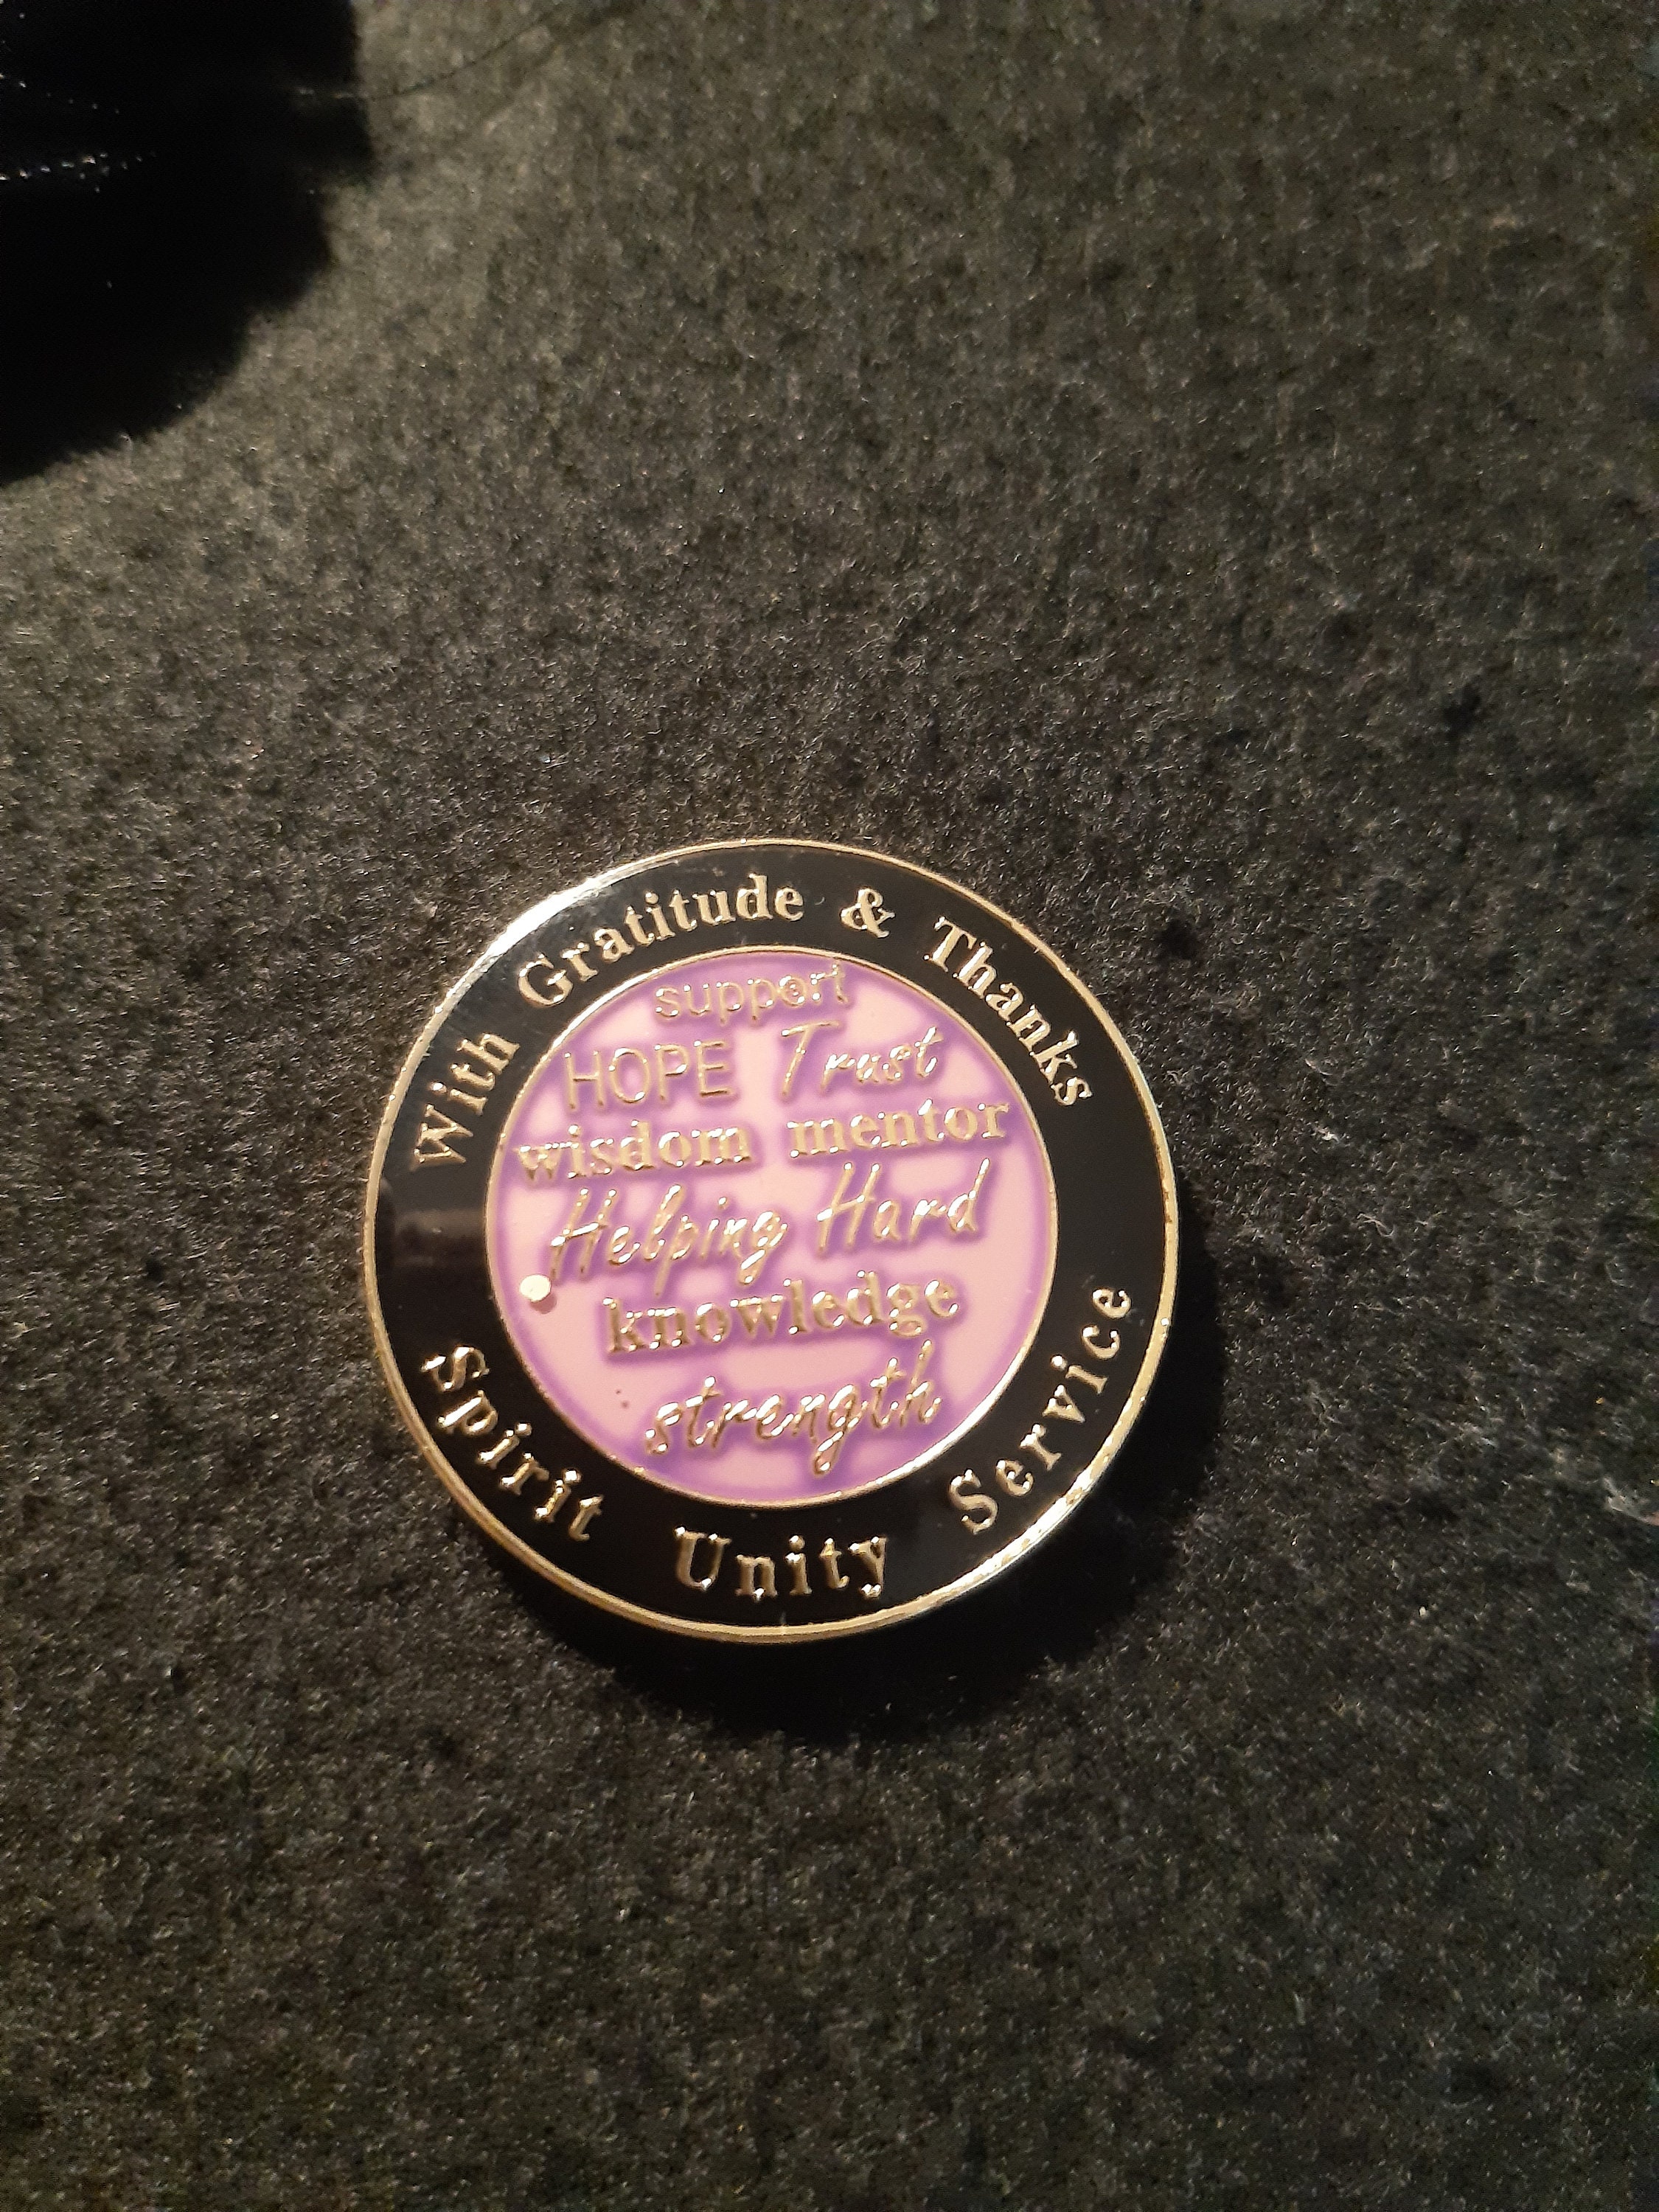 With Gratitude & Thanks
support
HOPE Trust
wisdom mentor
Helping Hard
knowledge
strength
Spirit Unity Service